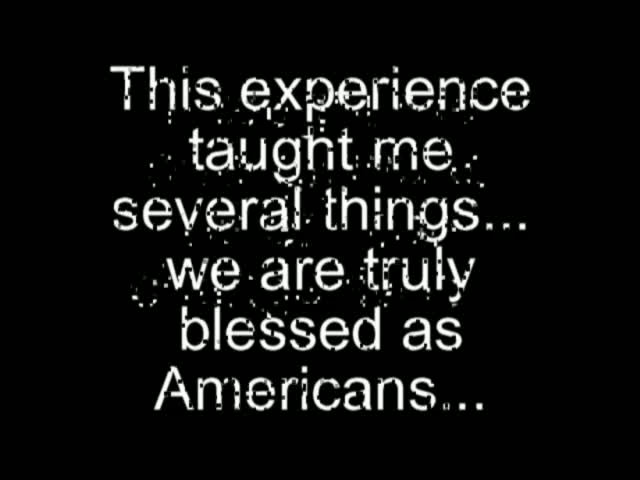 This experience
taught me
several things...
we are truly
blessed as
Americans...